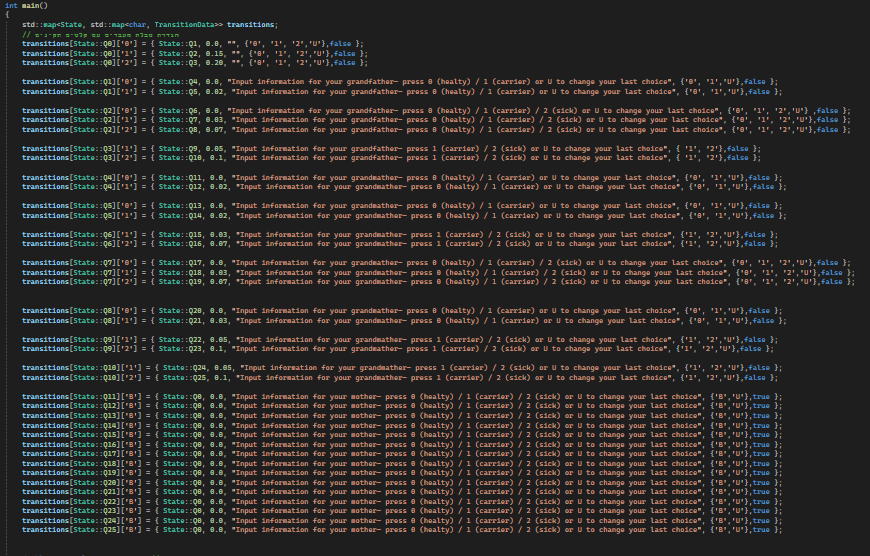 int main()
{
std::map<State, std::map<char, TransitionData>> transitions;
//
transitions[State::Q0]['0'] = { State::Q1, 0.0, "", {'0', '1', '2','U'},false };
transitions[State::Q0]['1'] = { State::Q2, 0.15, "", {'0', '1', '2','U'},false };
transitions[State::Q0]['2'] = { State::Q3, 0.20, "", {'0', '1', '2','U'},false };
transitions[State::Q1]['0'] = { State::Q4, 0.0, "Input information for your grandfather- press 0 (healty) / 1 (carrier) or U to change your last choice", {'0', '1','U'},false };
transitions[State::Q1]['1'] = { State::Q5, 0.02, "Input information for your grandfather- press 0 (healty) / 1 (carrier) or U to change your last choice", {'0', '1','U'},false };
transitions[State::Q2]['0'] = { State::Q6, 0.0, "Input information for your grandfather- press 0 (healty) / 1 (carrier) / 2 (sick) or U to change your last choice", {'0', '1', '2','U'} ,false };
transitions[State::Q2]['1'] = { State::Q7, 0.03, "Input information for your grandfather- press 0 (healty) / 1 (carrier) / 2 (sick) or U to change your last choice", {'0', '1', '2','U'},false };
transitions[State::Q2]['2'] = { State::Q8, 0.07, "Input information for your grandfather- press 0 (healty) / 1 (carrier) / 2 (sick) or U to change your last choice", {'0', '1', '2','U'},false };
transitions[State::Q3]['1'] = { State::Q9, 0.05, "Input information for your grandfather- press 1 (carrier) / 2 (sick) or U to change your last choice", { '1', '2'},false };
transitions[State::Q3]['2'] = { State::Q10, 0.1, "Input information for your grandfather- press 1 (carrier) / 2 (sick) or U to change your last choice", { '1', '2'},false };
transitions[State::Q4]['0'] = { State::Q11, 0.0, "Input information for your grandmather- press 0 (healty) / 1 (carrier) or U to change your last choice", {'0', '1','U'},false };
transitions[State::Q4]['1'] = { State::Q12, 0.02, "Input information for your grandmather- press 0 (healty) / 1 (carrier) or U to change your last choice", {'0', '1','U'},false };
transitions[State::Q5]['0'] = { State::Q13, 0.0, "Input information for your grandmather- press 0 (healty) / 1 (carrier) or U to change your last choice", {'0', '1','U'},false };
transitions[State::Q5]['1'] = { State::Q14, 0.02, "Input information for your grandmather- press 0 (healty) / 1 (carrier) or U to change your last choice", {'0', '1','U'},false };
transitions[State::Q6]['1'] = { State::Q15, 0.03, "Input information for your grandmather- press 1 (carrier) / 2 (sick) or U to change your last choice", {'1', '2','U'},false };
transitions[State::Q6]['2'] = { State::Q16, 0.07, "Input information for your grandmather- press 1 (carrier) / 2 (sick) or U to change your last choice", {'1', '2','U'},false };
transitions[State::Q7]['0'] = { State::Q17, 0.0, "Input information for your grandmather- press 0 (healty) / 1 (carrier) / 2 (sick) or U to change your last choice", {'0', '1', '2','U'},false };
transitions[State::Q7]['1'] = { State::Q18, 0.03, "Input information for your grandmather- press 0 (healty) / 1 (carrier) / 2 (sick) or U to change your last choice", {'0', '1', '2','U'},false };
transitions[State::Q7]['2'] = { State::Q19, 0.07, "Input information for your grandmather- press 0 (healty) / 1 (carrier) / 2 (sick) or U to change your last choice", {'0', '1', '2','U'},false };
transitions[State::Q8]['0'] = { State::Q20, 0.0, "Input information for your grandmather- press 0 (healty) / 1 (carrier) or U to change your last choice", {'0', '1','U'},false };
transitions[State::Q8]['1'] = { State::Q21, 0.03, "Input information for your grandmather- press 0 (healty) / 1 (carrier) or U to change your last choice", {'0', '1','U'},false };
transitions[State::Q9]['1'] = { State::Q22, 0.05, "Input information for your grandmather- press 1 (carrier) / 2 (sick) or U to change your last choice", {'1', '2','U'},false };
transitions[State::Q9]['2'] = { State::Q23, 0.1, "Input information for your grandmather- press 1 (carrier) / 2 (sick) or U to change your last choice", {'1', '2','U'},false };
transitions[State::Q10]['1'] = { State::Q24, 0.05, "Input information for your grandmather- press 1 (carrier) / 2 (sick) or U to change your last choice", {'1', '2','U'},false };
transitions[State::Q10]['2'] = { State::Q25, 0.1, "Input information for your grandmather- press 1 (carrier) / 2 (sick) or U to change your last choice", {'1', '2','U'},false };
transitions[State::Q11]['B'] = { State::Q0, 0.0, "Input information for your mother- press 0 (healty) / 1 (carrier) / 2 (sick) or U to change your last choice", {'B','U'},true };
transitions[State::Q12]['B'] = { State::Q0, 0.0, "Input information for your mother- press 0 (healty) / 1 (carrier) / 2 (sick) or U to change your last choice", {'B','U'},true };
transitions[State::Q13]['B'] = { State::Q0, 0.0, "Input information for your mother- press 0 (healty) / 1 (carrier) / 2 (sick) or U to change your last choice", {'B','U'},true };
transitions[State::Q14]['B'] = { State::Q0, 0.0, "Input information for your mother- press 0 (healty) / 1 (carrier) / 2 (sick) or U to change your last choice", {'B','U'},true };
transitions[State::Q15]['B'] = { State::Q0, 0.0, "Input information for your mother- press 0 (healty) / 1 (carrier) / 2 (sick) or U to change your last choice", {'B','U'},true };
transitions[State::Q16]['B'] = { State::Q0, 0.0, "Input information for your mother- press 0 (healty) / 1 (carrier) / 2 (sick) or U to change your last choice", {'B','U'},true };
transitions[State::Q17]['B'] = { State::Q0, 0.0, "Input information for your mother- press 0 (healty) / 1 (carrier) / 2 (sick) or U to change your last choice", {'B','U'},true };
transitions[State::Q18]['B'] = { State::Q0, 0.0, "Input information for your mother- press 0 (healty) / 1 (carrier) / 2 (sick) or U to change your last choice", {'B','U'},true };
transitions[State::Q19]['B'] = { State::Q0, 0.0, "Input information for your mother- press 0 (healty) / 1 (carrier) / 2 (sick) or U to change your last choice", {'B','U'},true };
transitions[State::Q20]['B'] = { State::Q0, 0.0, "Input information for your mother- press 0 (healty) / 1 (carrier) / 2 (sick) or U to change your last choice", {'B','U'},true };
transitions[State::Q21]['B'] = { State::Q0, 0.0, "Input information for your mother- press 0 (healty) / 1 (carrier) / 2 (sick) or U to change your last choice", {'B','U'},true };
transitions[State::Q22]['B'] = { State::Q0, 0.0, "Input information for your mother- press 0 (healty) / 1 (carrier) / 2 (sick) or U to change your last choice", {'B','U'},true };
transitions[State::Q23]['B'] = { State::Q0, 0.0, "Input information for your mother- press 0 (healty) / 1 (carrier) / 2 (sick) or U to change your last choice", {'B','U'},true };
transitions[State::Q24]['B'] = { State::Q0, 0.0, "Input information for your mother- press 0 (healty) / 1 (carrier) / 2 (sick) or U to change your last choice", {'B','U'},true };
transitions[State::Q25]['B'] = { State::Q0, 0.0, "Input information for your mother- press 0 (healty) / 1 (carrier) / 2 (sick) or U to change your last choice", {'B','U'},true };